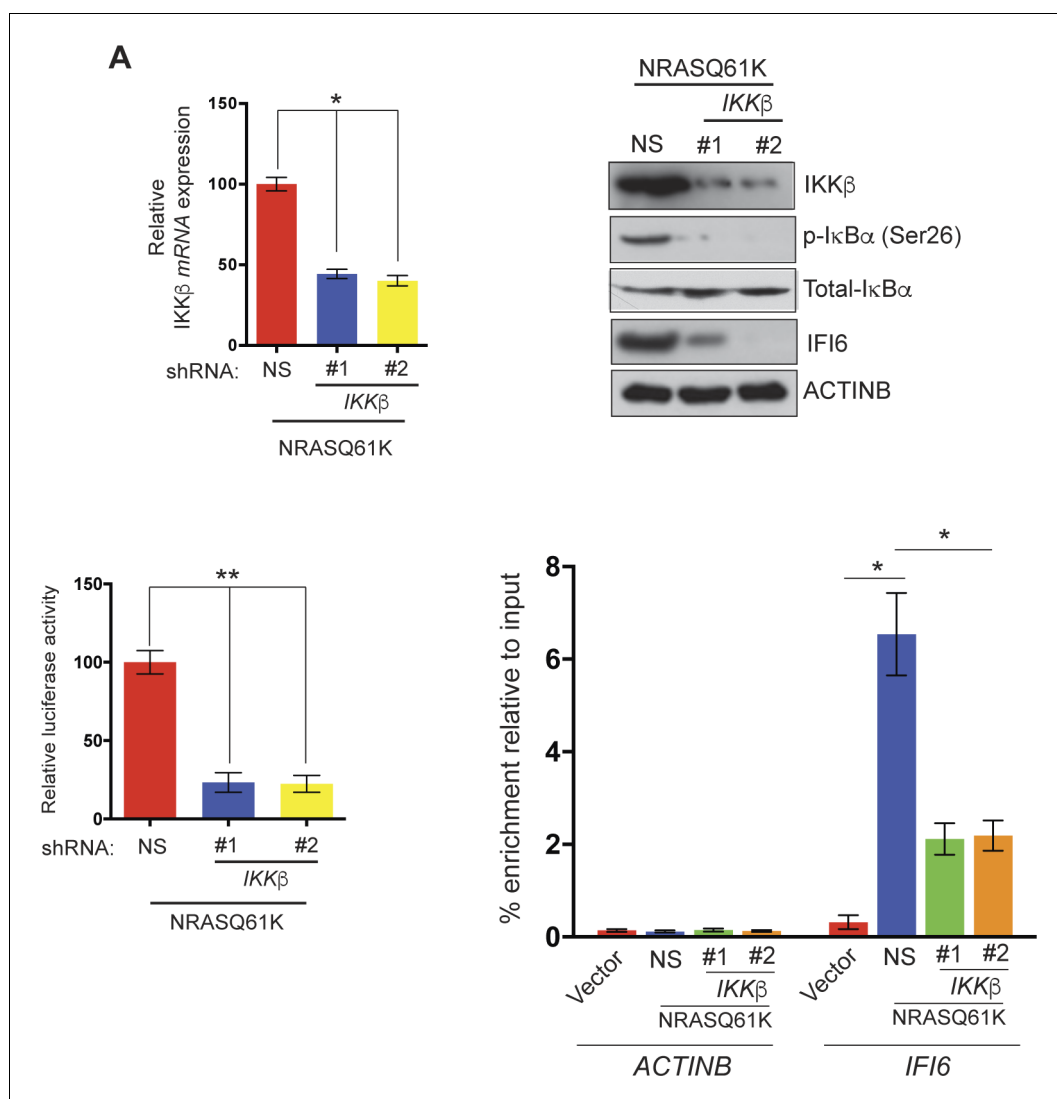 A
Relative
IKKβ mRNA expression
150
100
50
0
*
shRNA: NS #1 #2
IKKβ
NRASQ61K
NRASQ61K
IKKβ
NS #1 #2
IKKβ
p-IκBα (Ser26)
Total-IκBα
IFI6
ACTINB
Relative luciferase activity
150
100
50
0
**
shRNA: NS #1 #2
IKKβ
NRASQ61K
% enrichment relative to input
8
6
4
2
0
* *
Vector NS #1 #2 Vector NS #1 #2
IKKβ IKKβ
NRASQ61K NRASQ61K
ACTINB IFI6